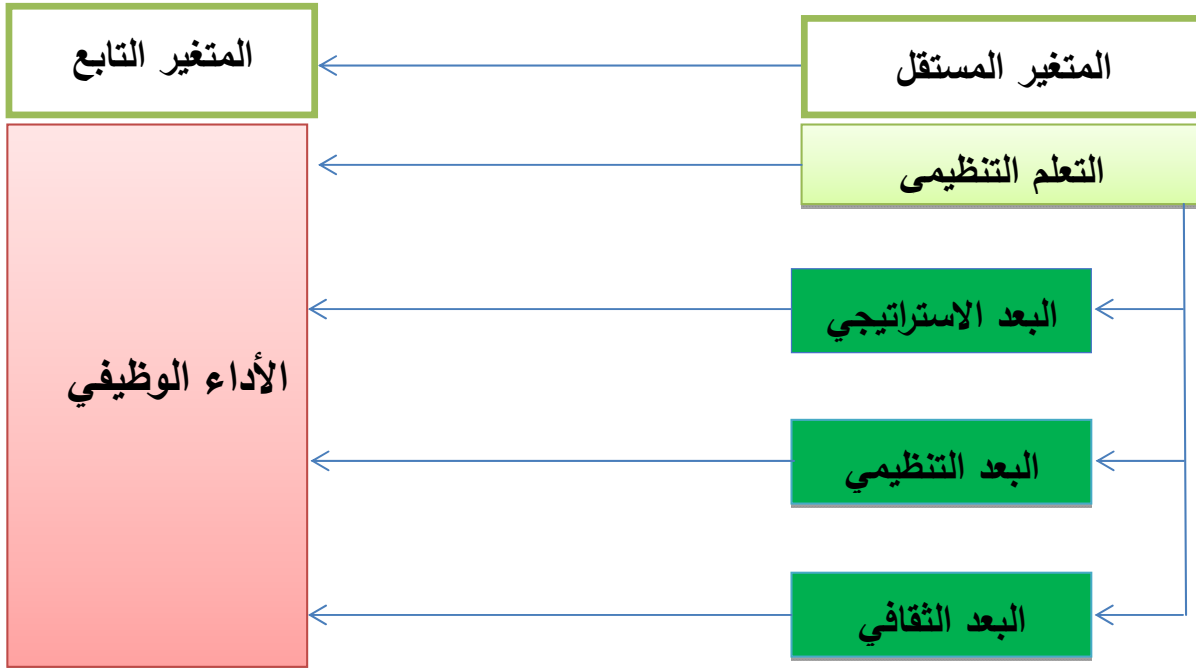 المتغير المستقل
المتغير التابع
التعلم التنظيمى
البعد الاستراتيجي
الأداء الوظيفي
البعد التنظيمي
البعد الثقافي